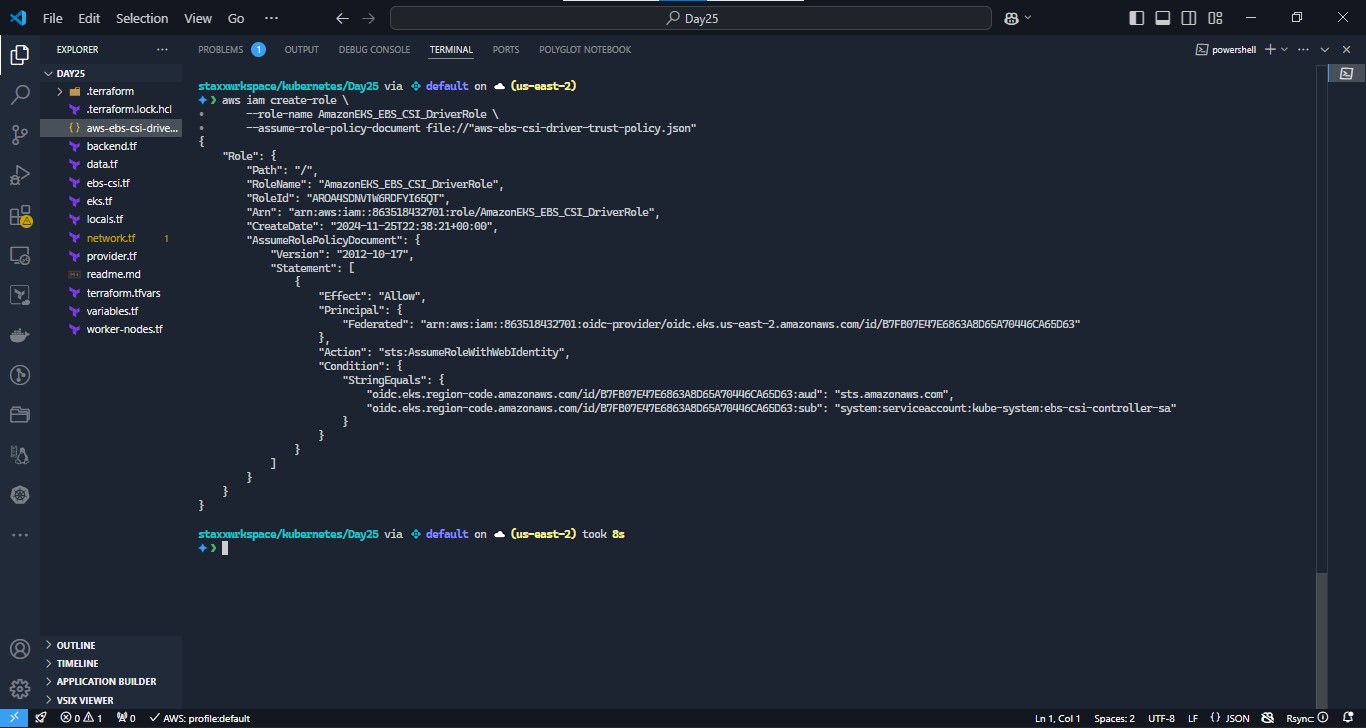 File Edit Selection View Go ··· Day25
EXPLORER ···
DAY25
.terraform
.terraform.lock.hcl
aws-ebs-csi-drive...
backend.tf
data.tf
ebs-csi.tf
eks.tf
locals.tf
network.tf 1
provider.tf
readme.md
terraform.tfvars
variables.tf
worker-nodes.tf
OUTLINE
TIMELINE
APPLICATION BUILDER
VSIX VIEWER
PROBLEMS 1 OUTPUT DEBUG CONSOLE TERMINAL PORTS POLYGLOT NOTEBOOK powershell
staxxwrkspace/kubernetes/Day25 via default on (us-east-2)
❯ aws iam create-role \
--role-name AmazonEKS_EBS_CSI_DriverRole \
--assume-role-policy-document file://"aws-ebs-csi-driver-trust-policy.json"
{
"Role": {
"Path": "/",
"RoleName": "AmazonEKS_EBS_CSI_DriverRole",
"RoleId": "AROA4SDNVTW6RDFYI65QT",
"Arn": "arn:aws:iam::863518432701:role/AmazonEKS_EBS_CSI_DriverRole",
"CreateDate": "2024-11-25T22:38:21+00:00",
"AssumeRolePolicyDocument": {
"Version": "2012-10-17",
"Statement": [
{
"Effect": "Allow",
"Principal": {
"Federated": "arn:aws:iam::863518432701:oidc-provider/oidc.eks.us-east-2.amazonaws.com/id/B7FB07E47E6863A8D65A70446CA65D63"
},
"Action": "sts:AssumeRoleWithWebIdentity",
"Condition": {
"StringEquals": {
"oidc.eks.region-code.amazonaws.com/id/B7FB07E47E6863A8D65A70446CA65D63:aud": "sts.amazonaws.com",
"oidc.eks.region-code.amazonaws.com/id/B7FB07E47E6863A8D65A70446CA65D63:sub": "system:serviceaccount:kube-system:ebs-csi-controller-sa"
}
}
}
]
}
}
}
staxxwrkspace/kubernetes/Day25 via default on (us-east-2) took 8s
❯
0 1 0 AWS: profile:default Ln 1, Col 1 Spaces: 2 UTF-8 LF {} JSON Rsync: